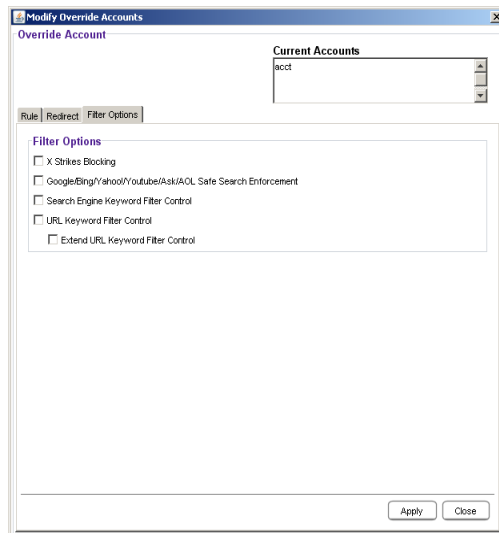 Modify Override Accounts
Override Account
Current Accounts
acct
Rule Redirect Filter Options
Filter Options
X Strikes Blocking
Google/Bing/Yahoo!/Youtube/Ask/AOL Safe Search Enforcement
Search Engine Keyword Filter Control
URL Keyword Filter Control
Extend URL Keyword Filter Control
Apply Close